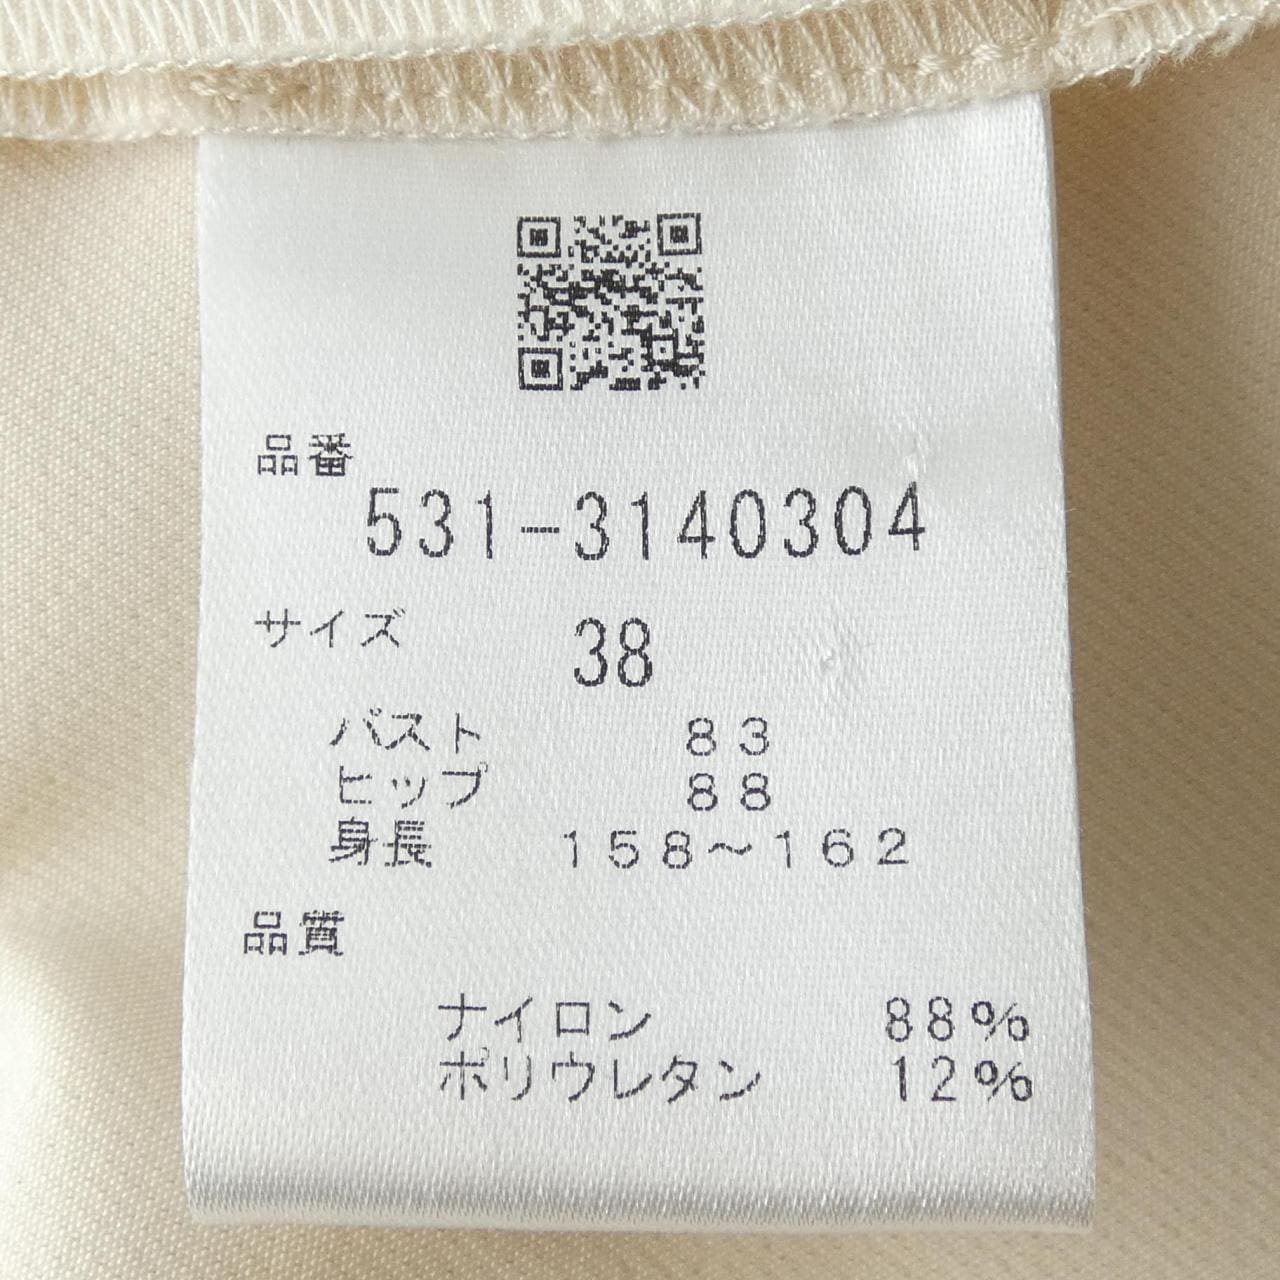 品番
531-3140304
サイズ 38
バスト 83
ヒップ 88
身長 158～162
品質
ナイロン 88%
ポリウレタン 12%